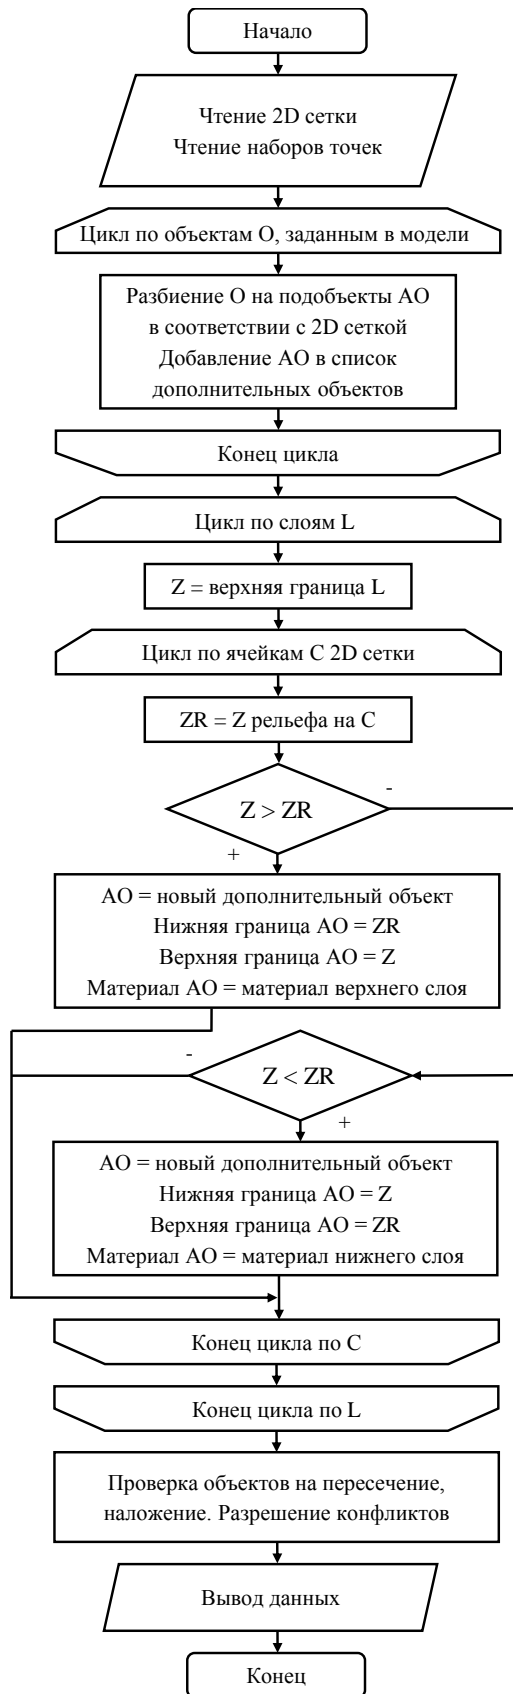 Начало
Чтение 2D сетки
Чтение наборов точек
Цикл по объектам О, заданным в модели
Разбиение О на подобъекты АО
в соответствии с 2D сеткой
Добавление АО в список
дополнительных объектов
Конец цикла
Цикл по слоям L
Z = верхняя граница L
Цикл по ячейкам С 2D сетки
ZR = Z рельефа на С
-
Z > ZR
+
АО = новый дополнительный объект
Нижняя граница АО = ZR
Верхняя граница АО = Z
Материал АО = материал верхнего слоя
-
Z < ZR
+
АО = новый дополнительный объект
Нижняя граница АО = Z
Верхняя граница АО = ZR
Материал АО = материал нижнего слоя
Конец цикла по С
Конец цикла по L
Проверка объектов на пересечение,
наложение. Разрешение конфликтов
Вывод данных
Конец